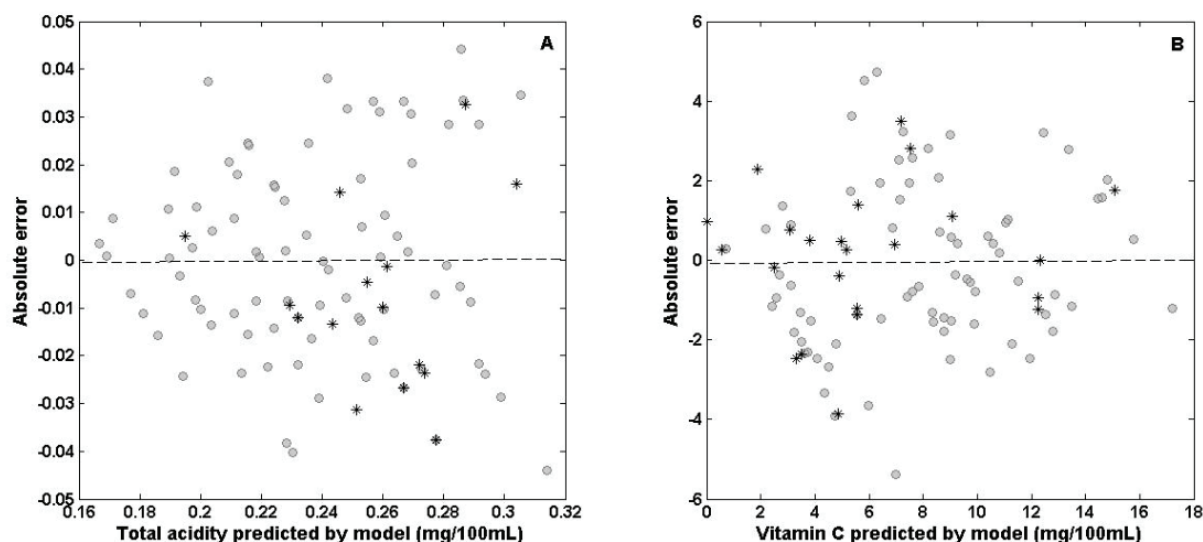 0.05
0.04
0.03
0.02
0.01
0
-0.01
-0.02
-0.03
-0.04
-0.05
Absolute error
A
0.16 0.18 0.2 0.22 0.24 0.26 0.28 0.3 0.32
Total acidity predicted by model (mg/100mL)
6
4
2
0
-2
-4
-6
Absolute error
B
0 2 4 6 8 10 12 14 16 18
Vitamin C predicted by model (mg/100mL)